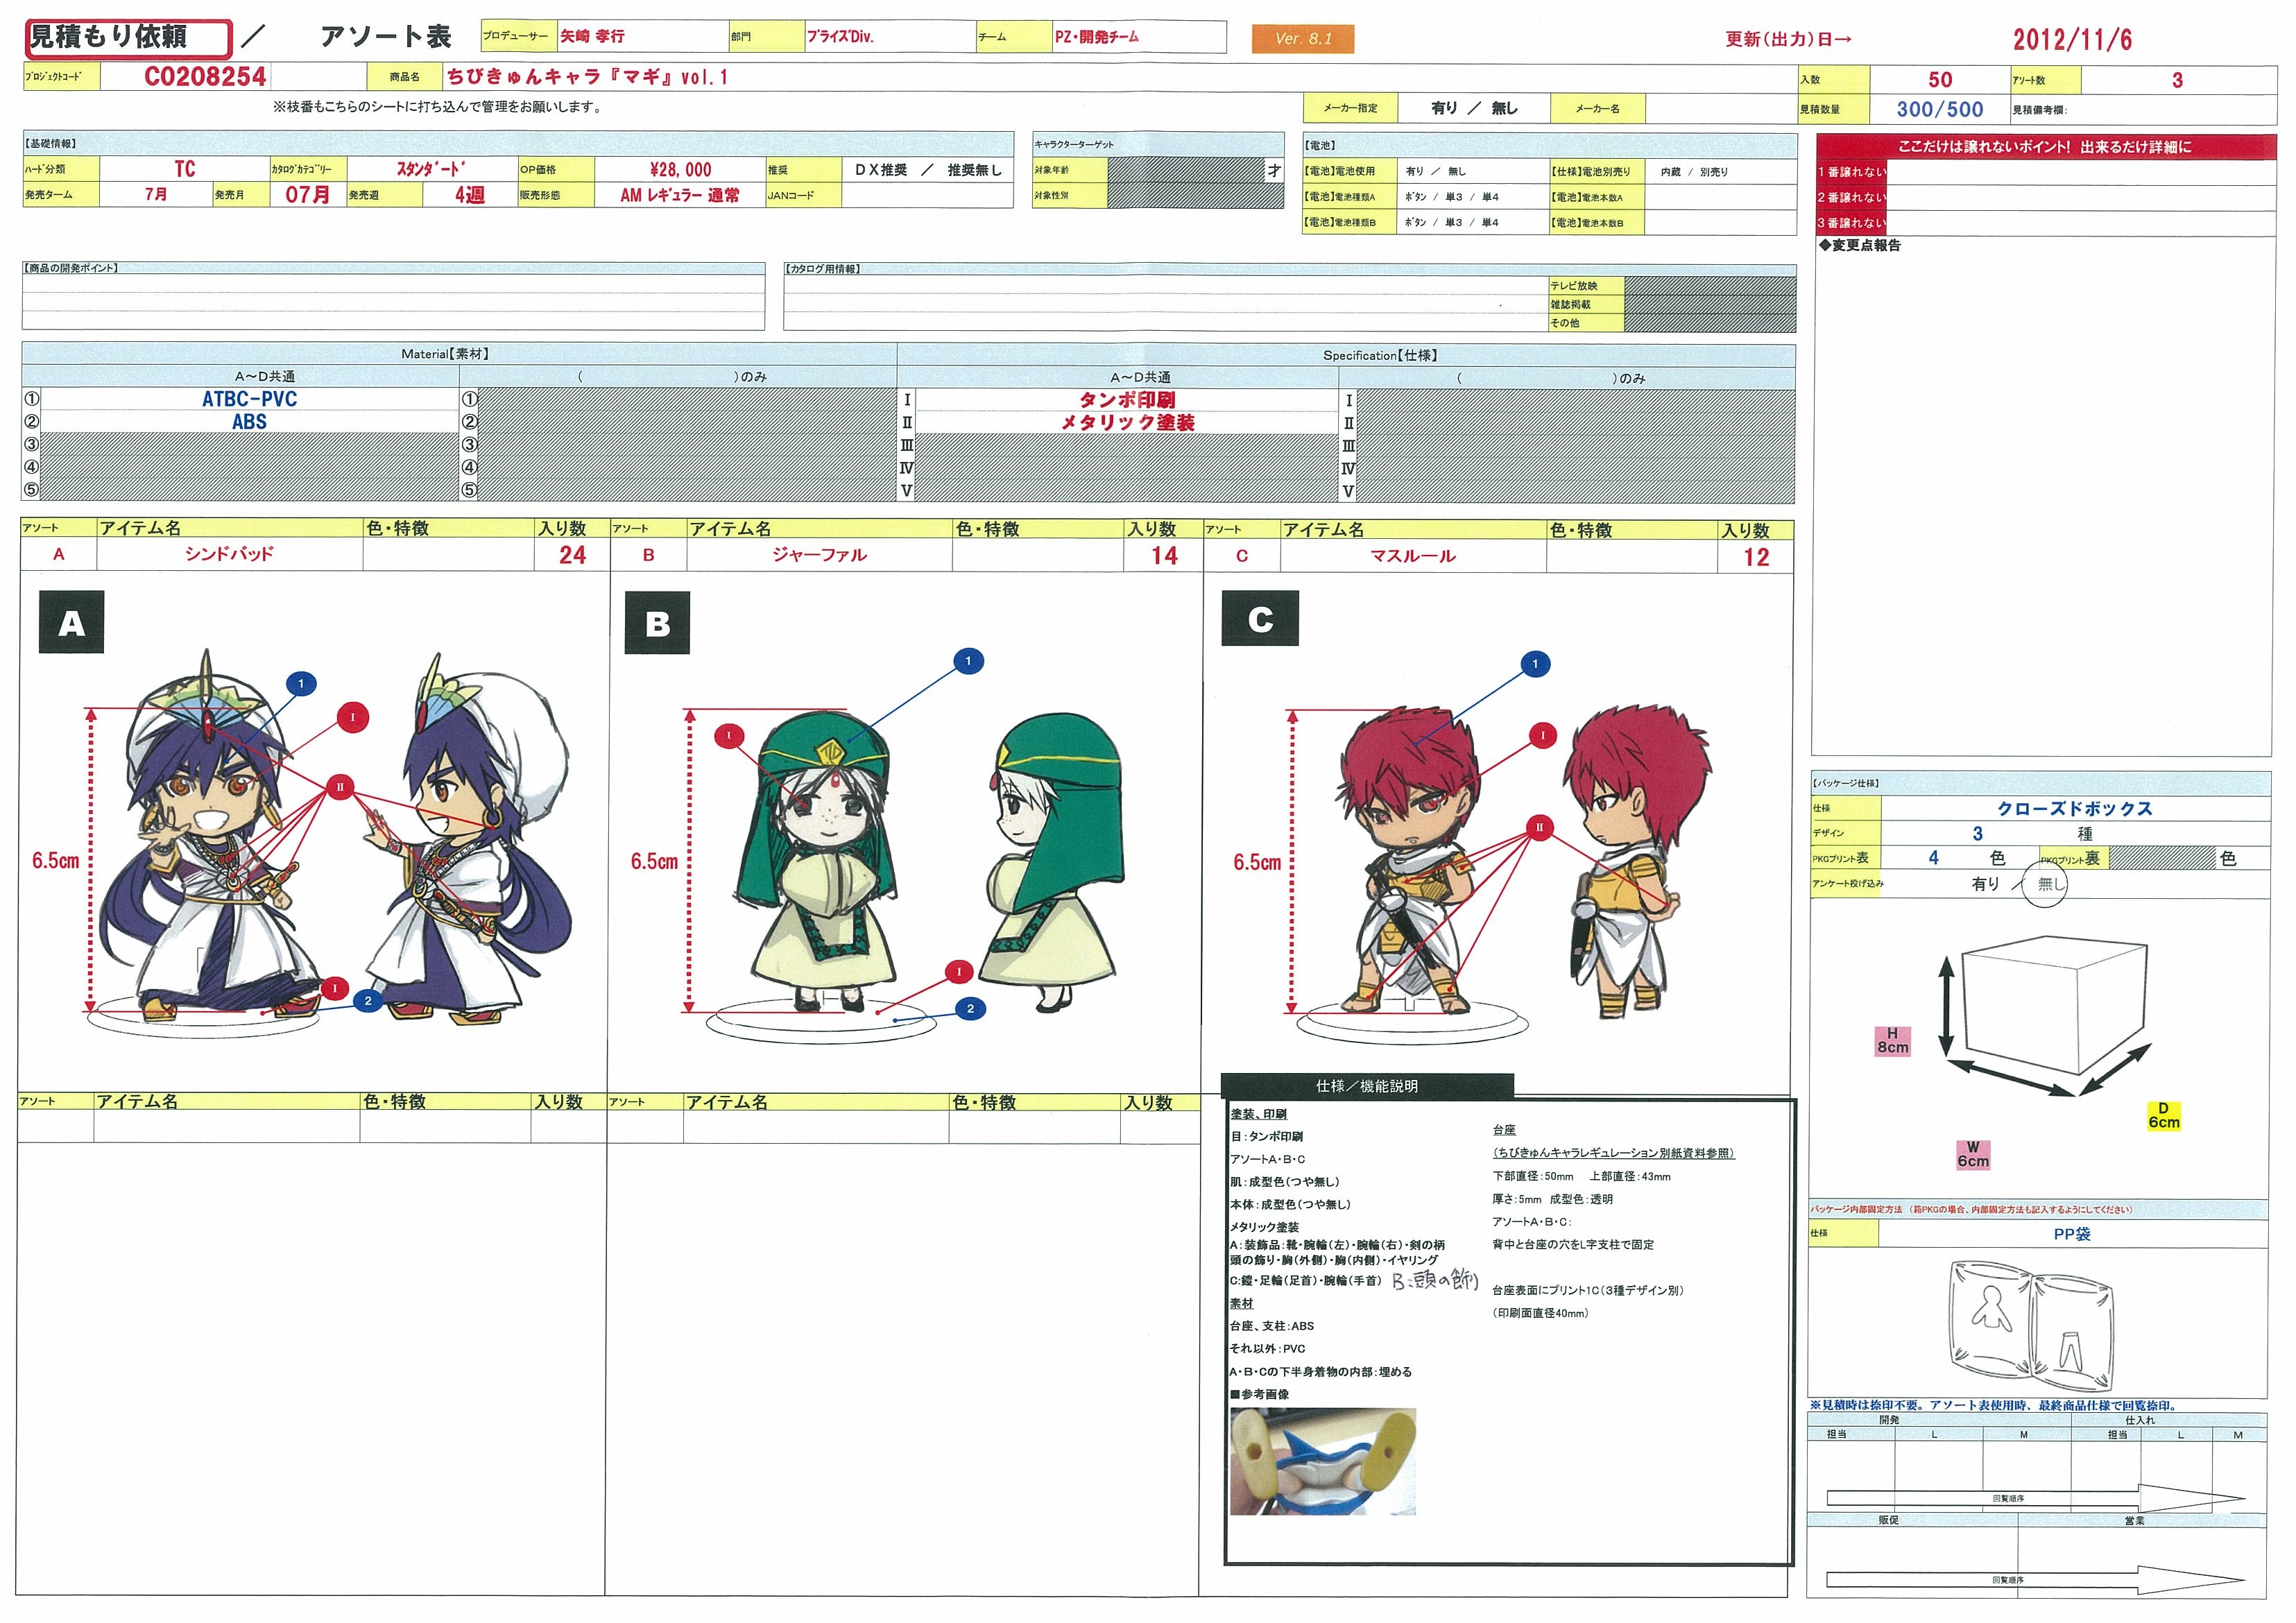 見積もり依頼 ／ アソート表 プロデューサー 矢崎 孝行 部門 プライズDiv. チーム PZ・開発チーム Ver. 8.1 更新(出力)日→ 2012/11/6
プロジェクトコード C0208254 商品名 ちびきゅんキャラ『マギ』vol.1 入数 50 アソート数 3
※枝番もこちらのシートに打ち込んで管理をお願いします。 メーカー指定 有り ／ 無し メーカー名 見積数量 300/500 見積備考欄:
【基礎情報】 キャラクターターゲット 【電池】 ここだけは譲れないポイント! 出来るだけ詳細に
ハード分類 TC カタログカテゴリー スタンダード OP価格 ¥28,000 推奨 DX推奨 ／ 推奨無し 対象年齢 才 【電池】電池使用 有り ／ 無し 【仕様】電池別売り 内蔵 / 別売り 1番譲れない
発売ターム 7月 発売月 07月 発売週 4週 販売形態 AM レギュラー 通常 JANコード 対象性別 【電池】電池種類A ボタン / 単3 / 単4 【電池】電池本数A 2番譲れない
【電池】電池種類B ボタン / 単3 / 単4 【電池】電池本数B 3番譲れない
◆変更点報告
【商品の開発ポイント】 【カタログ用情報】
テレビ放映
雑誌掲載
その他
Material【素材】 Specification【仕様】
A～D共通 ( )のみ A～D共通 ( )のみ
① ATBC-PVC ① Ⅰ タンポ印刷 Ⅰ
② ABS ② Ⅱ メタリック塗装 Ⅱ
③ ③ Ⅲ Ⅲ
④ ④ Ⅳ Ⅳ
⑤ ⑤ Ⅴ Ⅴ
アソート アイテム名 色・特徴 入り数 アソート アイテム名 色・特徴 入り数 アソート アイテム名 色・特徴 入り数
A シンドバッド 24 B ジャーファル 14 C マスルール 12
A
1
I
II
6.5cm
I
2
B
1
I
6.5cm
I
2
C
1
I
II
6.5cm
アソート アイテム名 色・特徴 入り数 アソート アイテム名 色・特徴 入り数
仕様／機能説明
塗装、印刷
目：タンポ印刷
アソートA・B・C
肌：成型色（つや無し）
本体：成型色（つや無し）
メタリック塗装
A：装飾品：靴・腕輪（左）・腕輪（右）・剣の柄
頭の飾り・胸（外側）・胸（内側）・イヤリング
C:鎧・足輪（足首）・腕輪（手首） B：頭の飾り
素材
台座、支柱：ABS
それ以外：PVC
A・B・Cの下半身着物の内部：埋める
■参考画像
台座
（ちびきゅんキャラレギュレーション別紙資料参照）
下部直径：50mm 上部直径：43mm
厚さ：5mm 成型色：透明
アソートA・B・C：
背中と台座の穴をL字支柱で固定
台座表面にプリント1C（3種デザイン別）
（印刷面直径40mm）
【パッケージ仕様】
仕様 クローズドボックス
デザイン 3 種
PKGプリント表 4 色 PKGプリント裏 色
アンケート投げ込み 有り ／ 無し
H
8cm
D
6cm
W
6cm
パッケージ内部固定方法 （箱PKGの場合、内部固定方法も記入するようにしてください）
仕様 PP袋
※見積時は捺印不要。アソート表使用時、最終商品仕様で回覧捺印。
開発 仕入れ
担当 L M 担当 L M
回覧順序
販促 営業
回覧順序